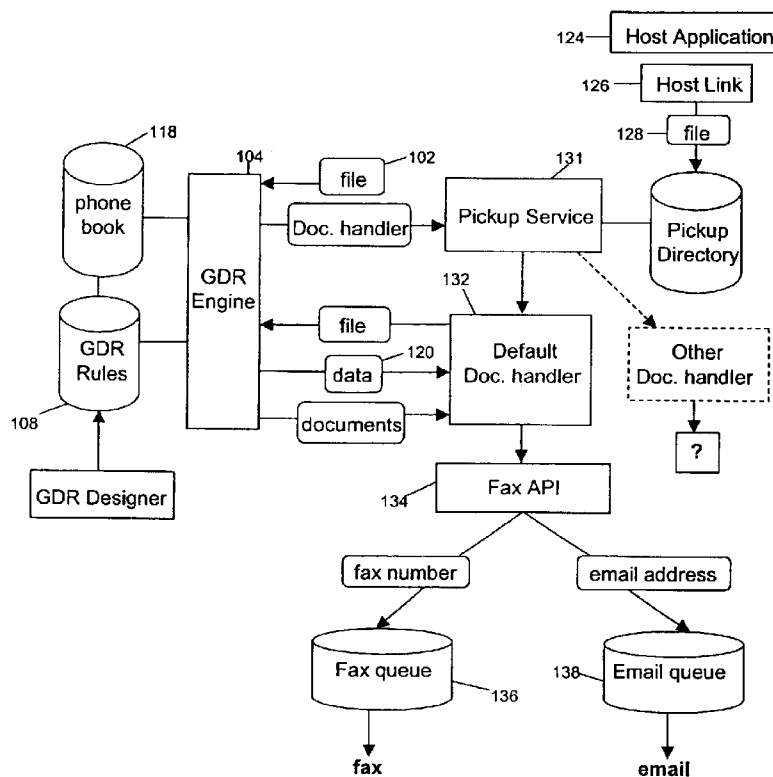 124
Host Application
126
Host Link
128
file
118
phone
book
104
102
file
131
Doc. handler
Pickup Service
Pickup
Directory
GDR
Engine
132
GDR
Rules
108
file
120
data
documents
Default
Doc. handler
Other
Doc. handler
?
GDR Designer
134
Fax API
fax number
email address
Fax queue
136
138
Email queue
fax
email